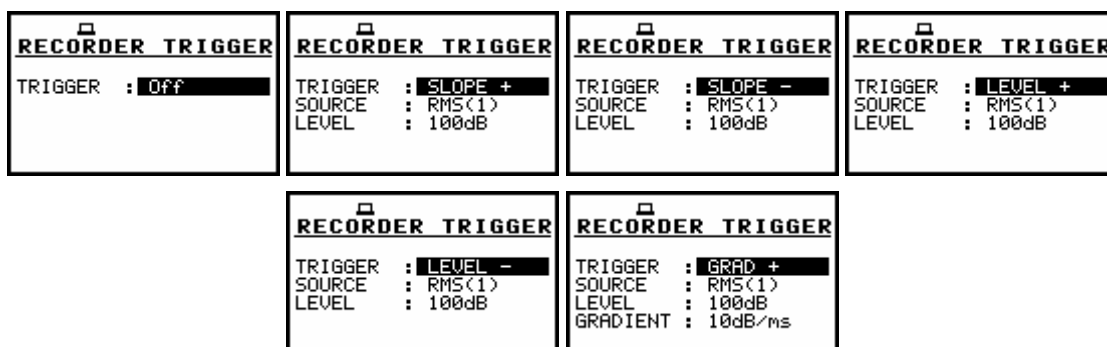 RECORDER TRIGGER
TRIGGER : Off
RECORDER TRIGGER
TRIGGER : SLOPE +
SOURCE : RMS(1)
LEVEL : 100dB
RECORDER TRIGGER
TRIGGER : SLOPE -
SOURCE : RMS(1)
LEVEL : 100dB
RECORDER TRIGGER
TRIGGER : LEVEL +
SOURCE : RMS(1)
LEVEL : 100dB
RECORDER TRIGGER
TRIGGER : LEVEL -
SOURCE : RMS(1)
LEVEL : 100dB
RECORDER TRIGGER
TRIGGER : GRAD +
SOURCE : RMS(1)
LEVEL : 100dB
GRADIENT : 10dB/ms